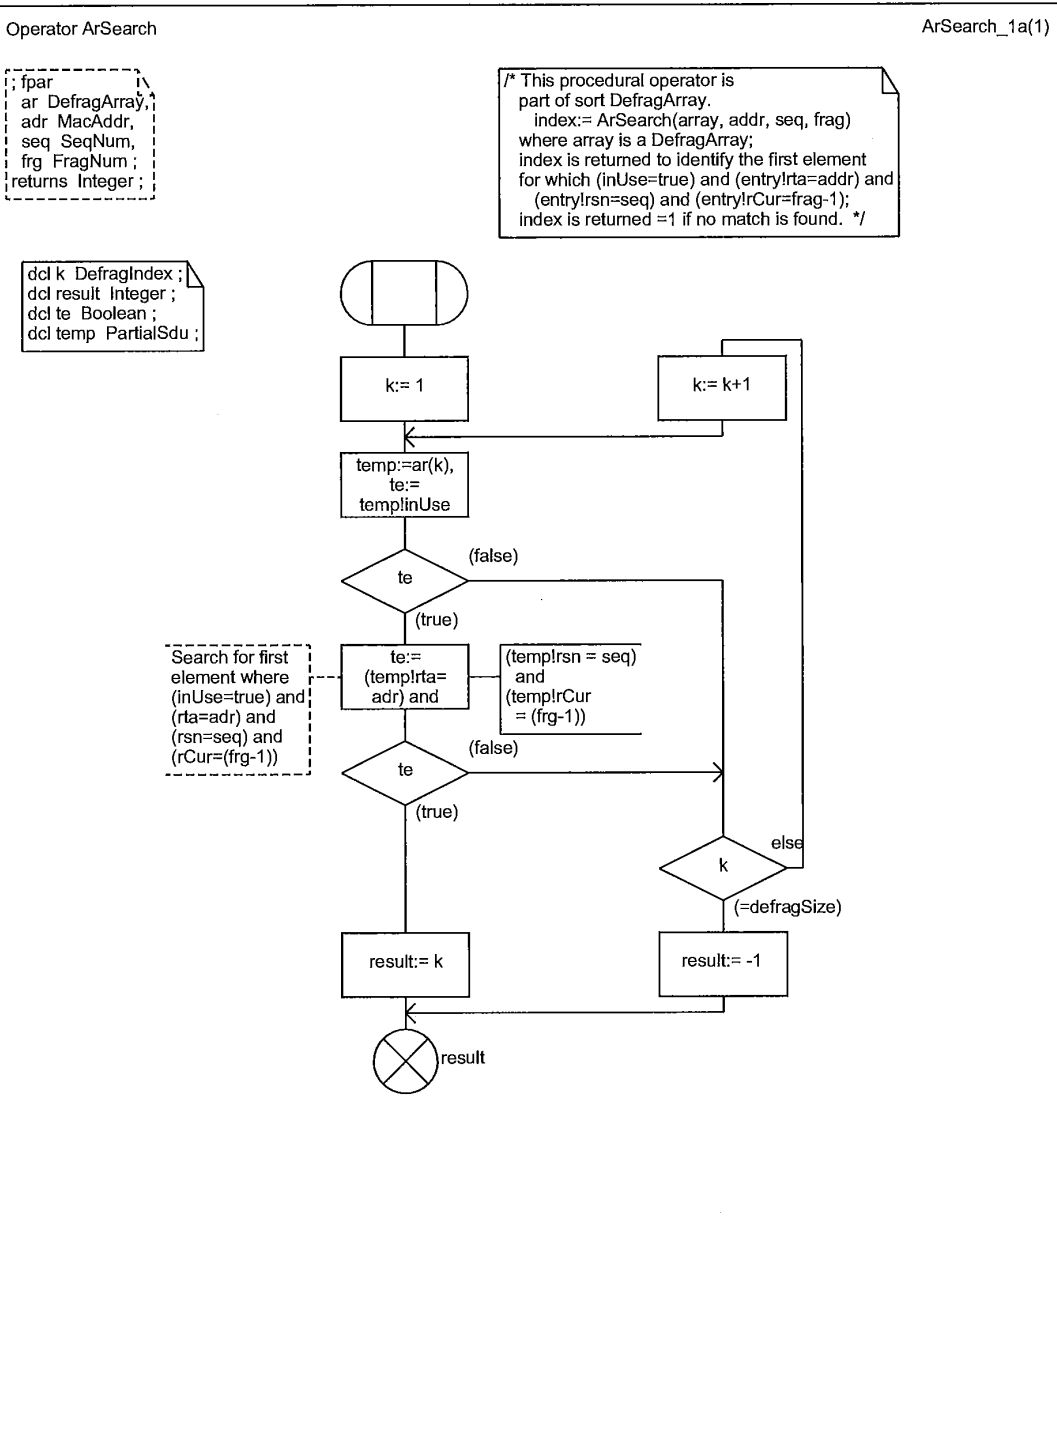 Operator ArSearch
ArSearch_1a(1)
; fpar
ar DefragArray,
adr MacAddr,
seq SeqNum,
frg FragNum ;
returns Integer ;
/* This procedural operator is
part of sort DefragArray.
index:= ArSearch(array, addr, seq, frag)
where array is a DefragArray;
index is returned to identify the first element
for which (inUse=true) and (entry!rta=addr) and
(entry!rsn=seq) and (entry!rCur=frag-1);
index is returned =1 if no match is found. */
dcl k DefragIndex ;
dcl result Integer ;
dcl te Boolean ;
dcl temp PartialSdu ;
k:= 1
k:= k+1
temp:=ar(k),
te:=
temp!inUse
te
(false)
(true)
Search for first
element where
(inUse=true) and
(rta=adr) and
(rsn=seq) and
(rCur=(frg-1))
te:=
(temp!rta=
adr) and
(temp!rsn = seq)
and
(temp!rCur
= (frg-1))
te
(false)
(true)
k
else
(=defragSize)
result:= k
result:= -1
result